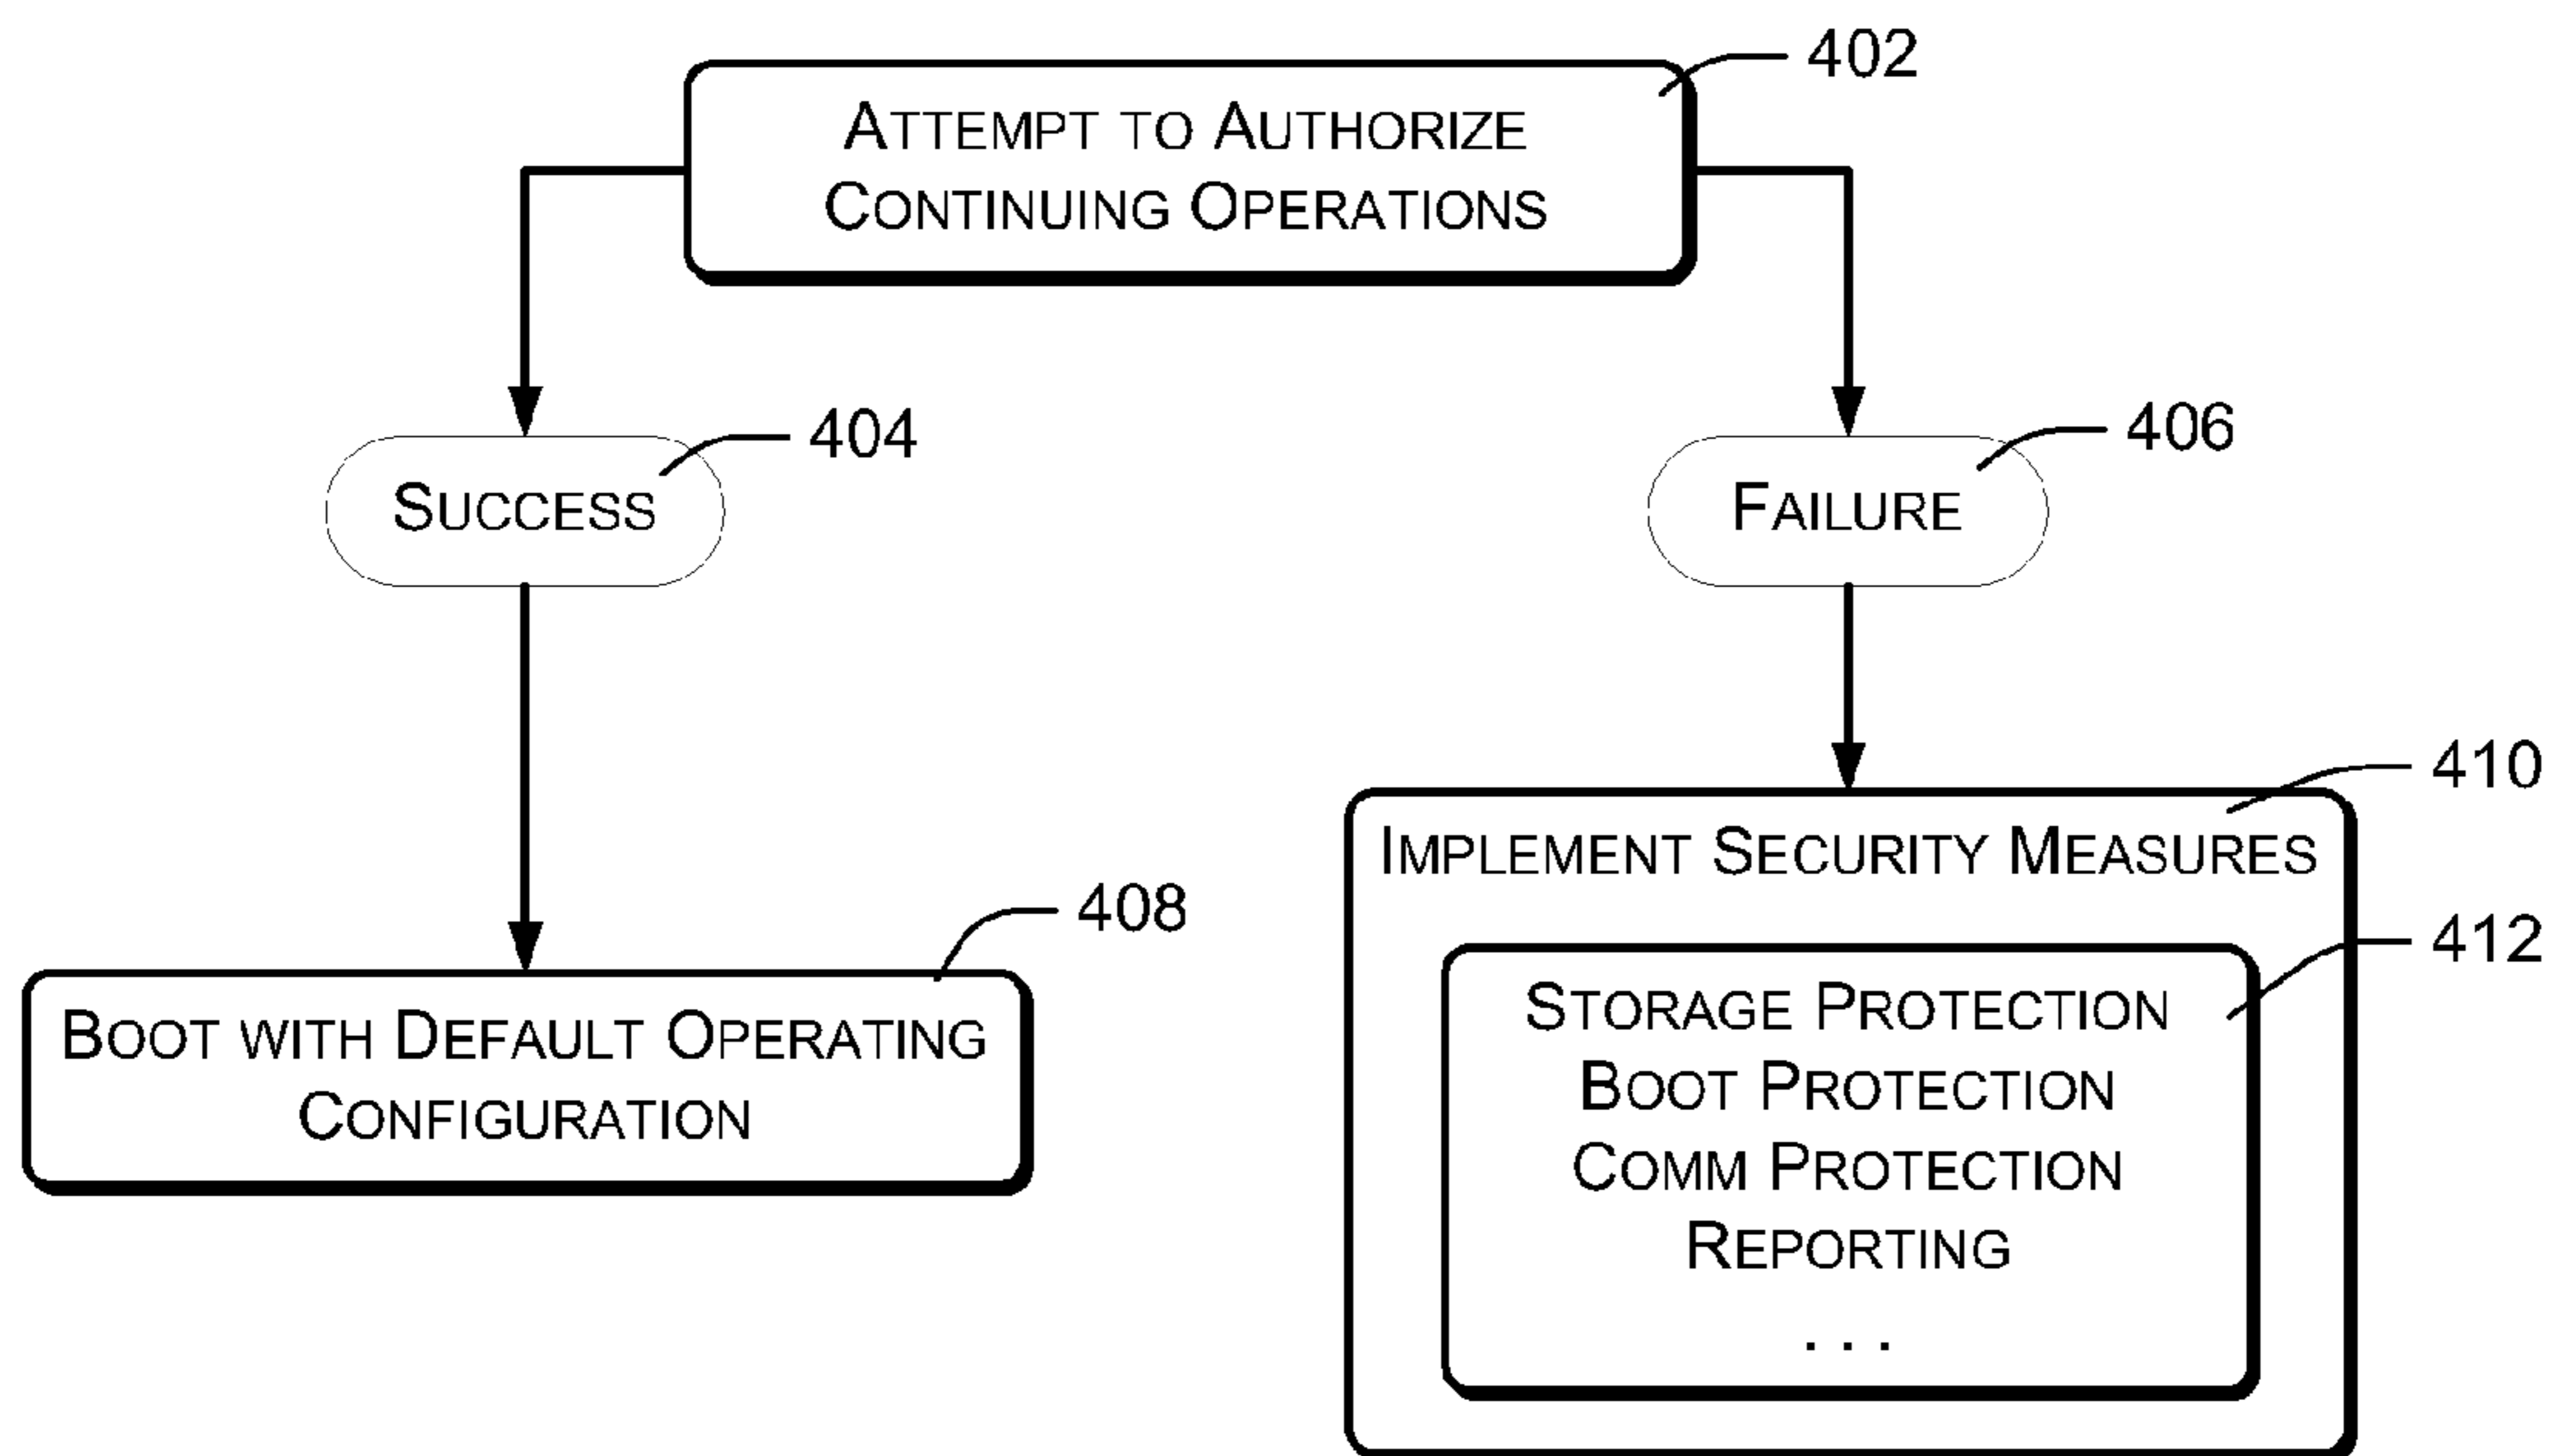 402
ATTEMPT TO AUTHORIZE
CONTINUING OPERATIONS
404
SUCCESS
406
FAILURE
408
BOOT WITH DEFAULT OPERATING
CONFIGURATION
410
IMPLEMENT SECURITY MEASURES
412
STORAGE PROTECTION
BOOT PROTECTION
COMM PROTECTION
REPORTING
. . .